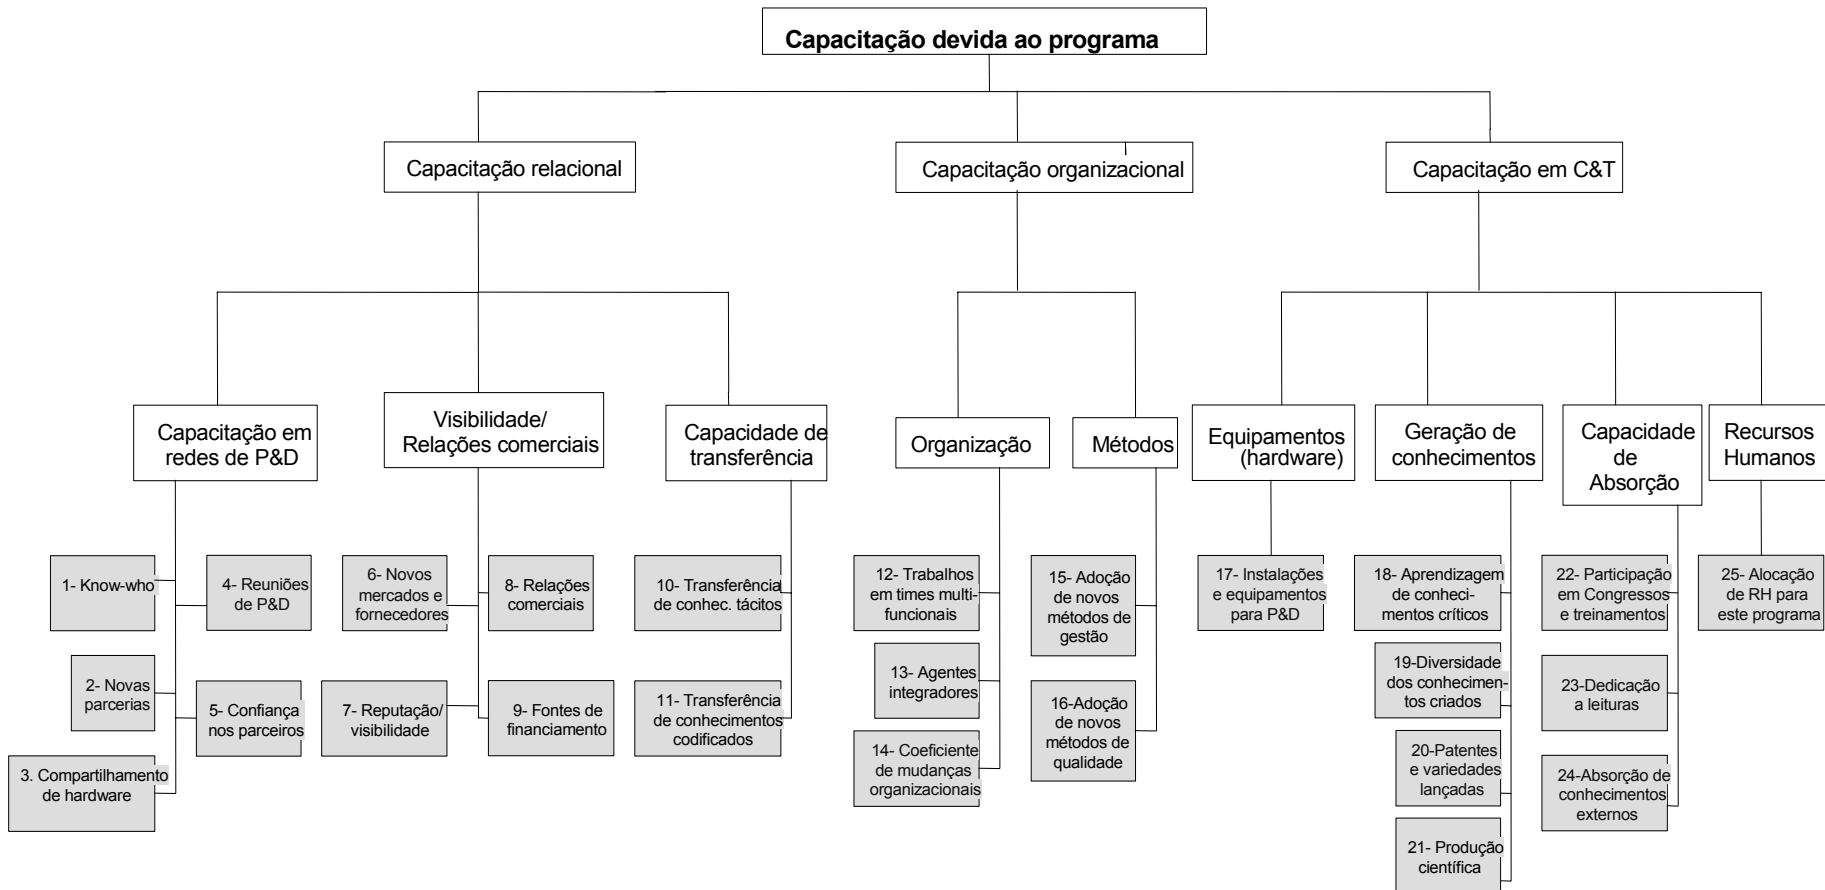 Capacitação devida ao programa
Capacitação relacional
Capacitação organizacional
Capacitação em C&T
Capacitação em
redes de P&D
Visibilidade/
Relações comerciais
Capacidade de
transferência
Organização
Métodos
Equipamentos
(hardware)
Geração de
conhecimentos
Capacidade
de
Absorção
Recursos
Humanos
1- Know-who
2- Novas
parcerias
3. Compartilhamento
de hardware
4- Reuniões
de P&D
5- Confiança
nos parceiros
6- Novos
mercados e
fornecedores
7- Reputação/
visibilidade
8- Relações
comerciais
9- Fontes de
financiamento
10- Transferência
de conhec. tácitos
11- Transferência
de conhecimentos
codificados
12- Trabalhos
em times multi-
funcionais
13- Agentes
integradores
14- Coeficiente
de mudanças
organizacionais
15- Adoção
de novos
métodos de
gestão
16-Adoção
de novos
métodos de
qualidade
17- Instalações
e equipamentos
para P&D
18- Aprendizagem
de conheci-
mentos críticos
19-Diversidade
dos conhecimen-
tos criados
20-Patentes
e variedades
lançadas
21- Produção
científica
22- Participação
em Congressos
e treinamentos
23-Dedicação
a leituras
24-Absorção de
conhecimentos
externos
25- Alocação
de RH para
este programa